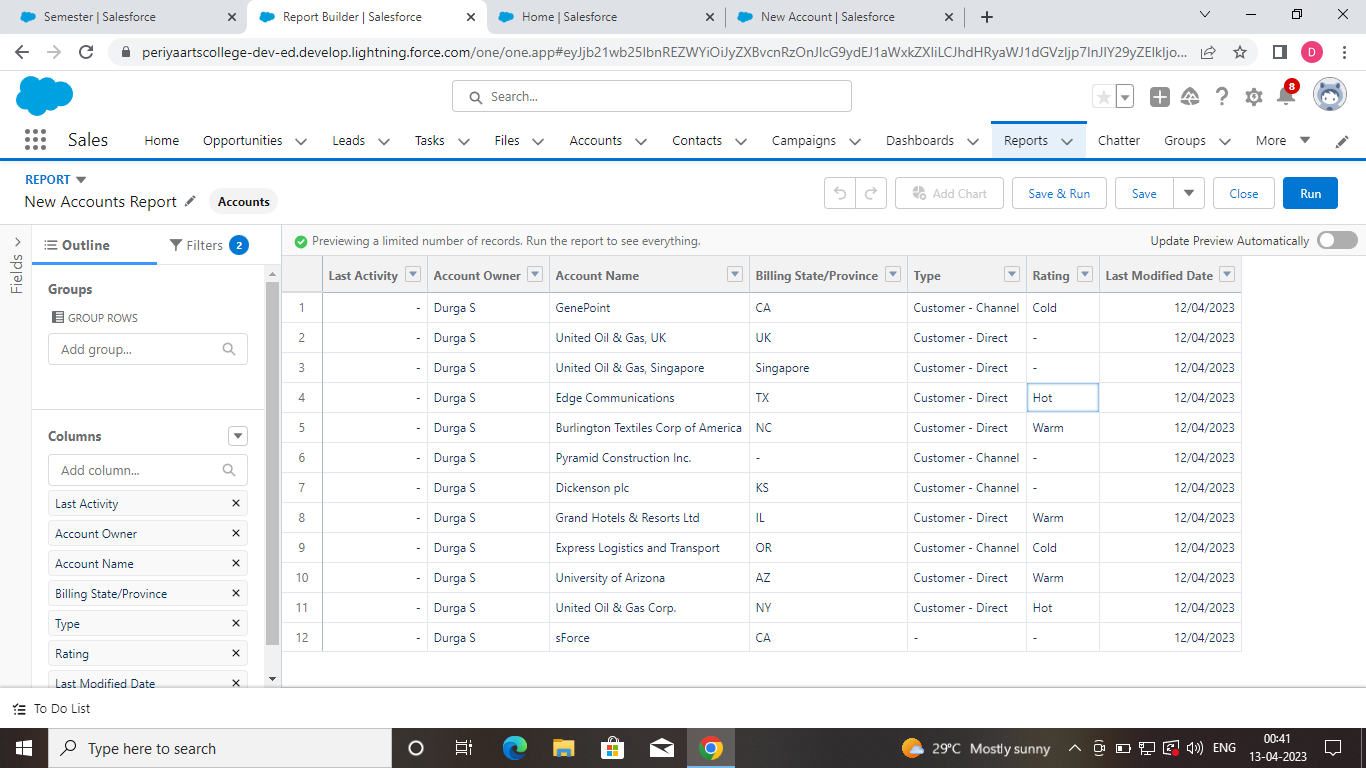 Semester | Salesforce
Report Builder | Salesforce
Home | Salesforce
New Account | Salesforce
periyaartscollege-dev-ed.develop.lightning.force.com
D
Search...
8
Sales
Home Opportunities Leads Tasks Files Accounts Contacts Campaigns Dashboards Reports Chatter Groups More
REPORT
New Accounts Report
Accounts
Add Chart
Save & Run
Save
Close
Run
Fields
Outline
Filters 2
Previewing a limited number of records. Run the report to see everything.
Update Preview Automatically
Groups
GROUP ROWS
Add group...
Columns
Add column...
Last Activity
Account Owner
Account Name
Billing State/Province
Type
Rating
Last Modified Date
Last Activity Account Owner Account Name Billing State/Province Type Rating Last Modified Date
1 - Durga S GenePoint CA Customer - Channel Cold 12/04/2023
2 - Durga S United Oil & Gas, UK UK Customer - Direct - 12/04/2023
3 - Durga S United Oil & Gas, Singapore Singapore Customer - Direct - 12/04/2023
4 - Durga S Edge Communications TX Customer - Direct Hot 12/04/2023
5 - Durga S Burlington Textiles Corp of America NC Customer - Direct Warm 12/04/2023
6 - Durga S Pyramid Construction Inc. - Customer - Channel - 12/04/2023
7 - Durga S Dickenson plc KS Customer - Channel - 12/04/2023
8 - Durga S Grand Hotels & Resorts Ltd IL Customer - Direct Warm 12/04/2023
9 - Durga S Express Logistics and Transport OR Customer - Channel Cold 12/04/2023
10 - Durga S University of Arizona AZ Customer - Direct Warm 12/04/2023
11 - Durga S United Oil & Gas Corp. NY Customer - Direct Hot 12/04/2023
12 - Durga S sForce CA - - 12/04/2023
To Do List
Type here to search
29°C Mostly sunny
ENG
00:41
13-04-2023